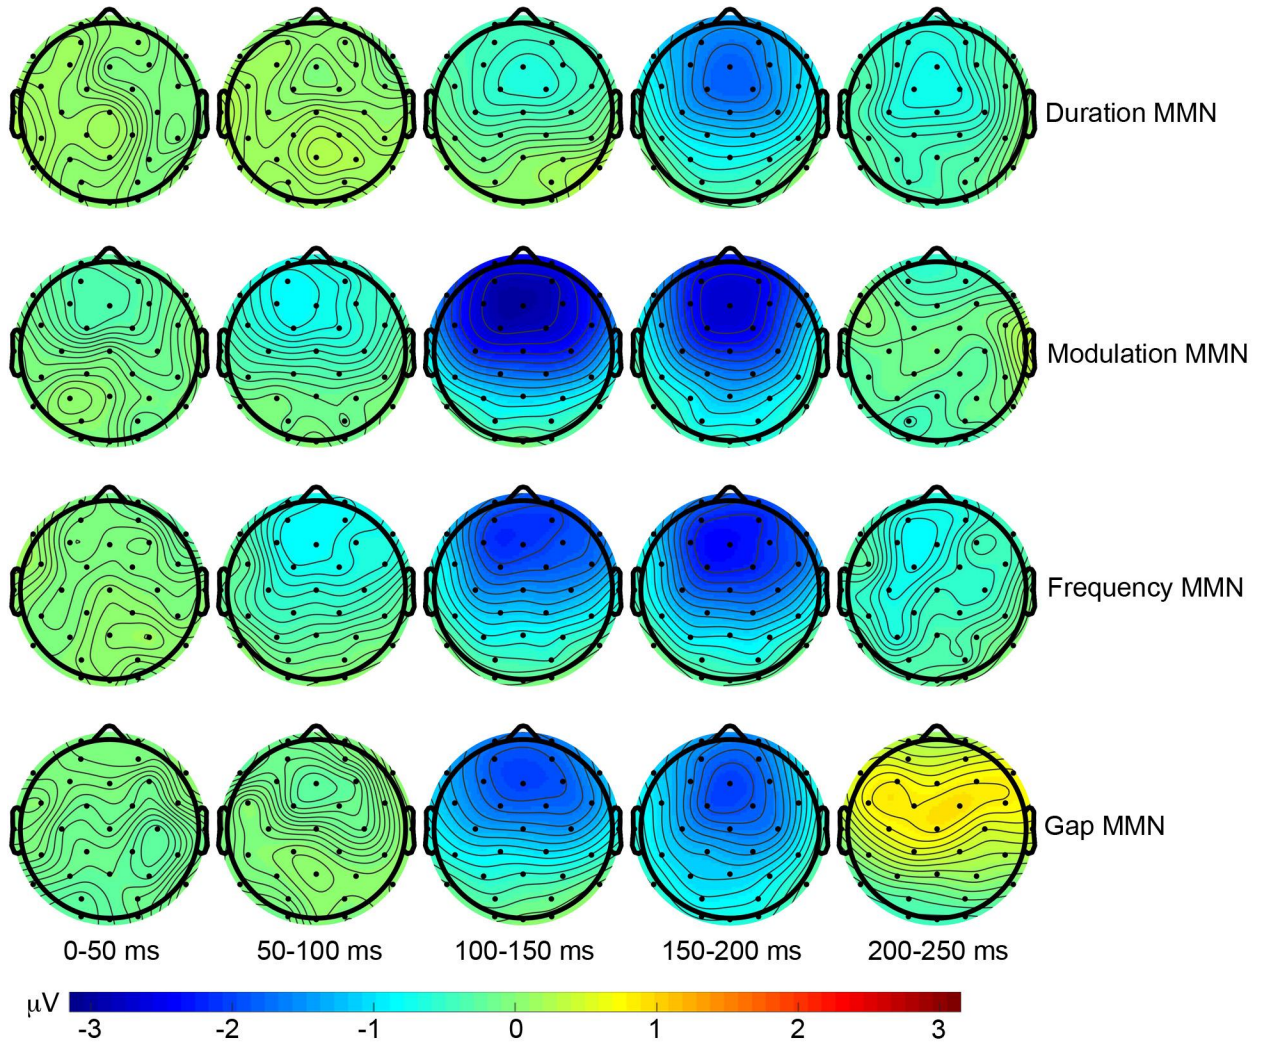 Duration MMN
Modulation MMN
Frequency MMN
Gap MMN
0-50 ms 50-100 ms 100-150 ms 150-200 ms 200-250 ms
μV
-3 -2 -1 0 1 2 3